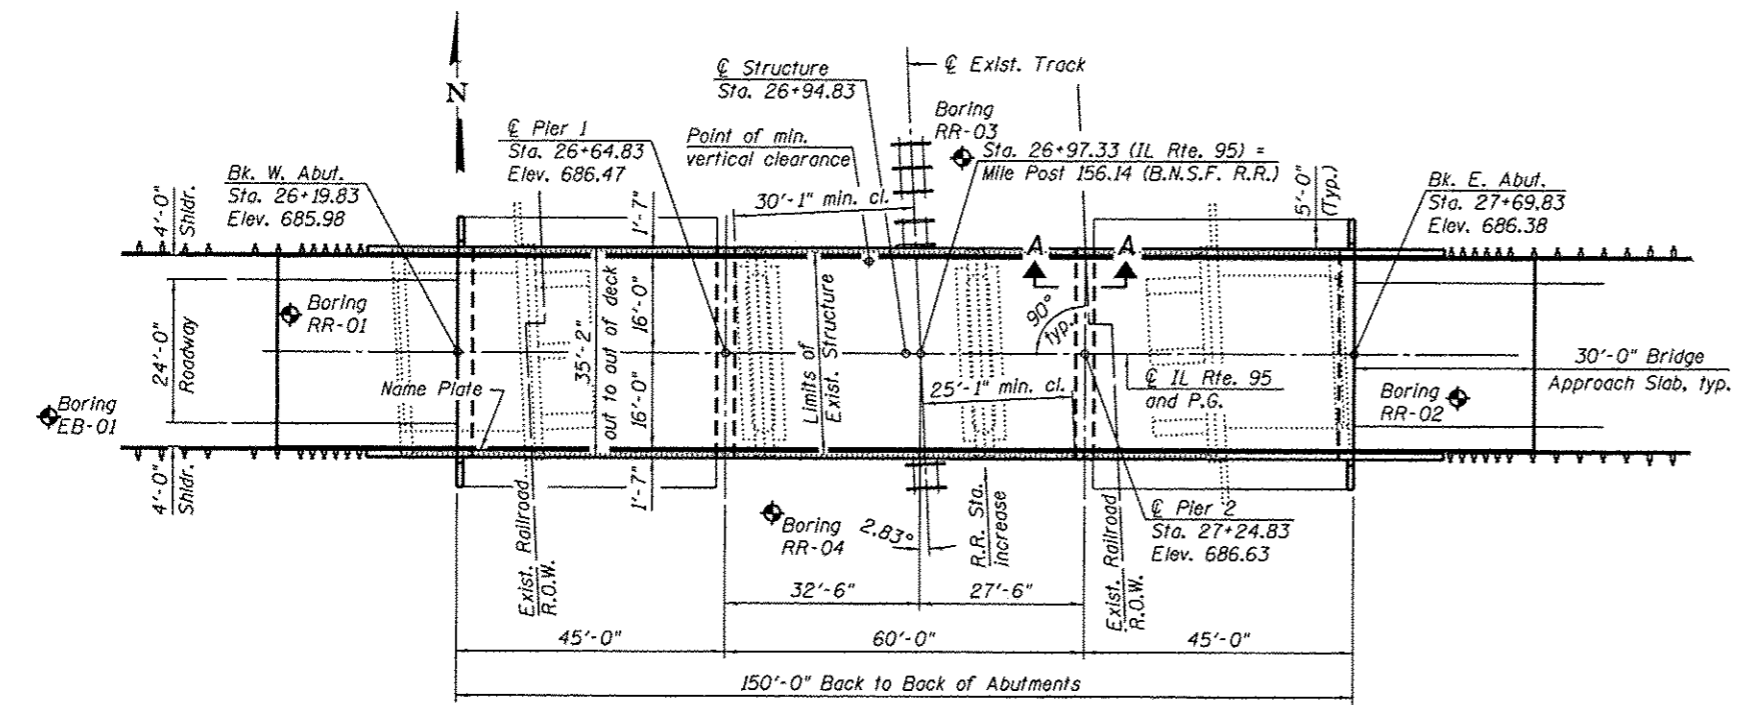 N
℄ Structure
Sta. 26+94.83
℄ Exist. Track
Boring
RR-03
℄ Pier 1
Sta. 26+64.83
Elev. 686.47
Point of min.
vertical clearance
Sta. 26+97.33 (IL Rte. 95) =
Mile Post 156.14 (B.N.S.F. R.R.)
Bk. W. Abut.
Sta. 26+19.83
Elev. 685.98
Bk. E. Abut.
Sta. 27+69.83
Elev. 686.38
4'-0"
Shldr.
1'-7"
30'-1" min. cl.
5'-0"
(Typ.)
A
A
Boring
RR-01
24'-0"
Roadway
35'-2"
out to out of deck
16'-0"
16'-0"
Limits of
Exist. Structure
90°
typ.
Name Plate
25'-1" min. cl.
℄ IL Rte. 95
and P.G.
30'-0" Bridge
Approach Slab, typ.
Boring
RR-02
Boring
EB-01
4'-0"
Shldr.
1'-7"
Exist. Railroad
R.O.W.
Boring
RR-04
2.83°
R.R. Sta.
increase
Exist. Railroad
R.O.W.
℄ Pier 2
Sta. 27+24.83
Elev. 686.63
32'-6"
27'-6"
45'-0"
60'-0"
45'-0"
150'-0" Back to Back of Abutments